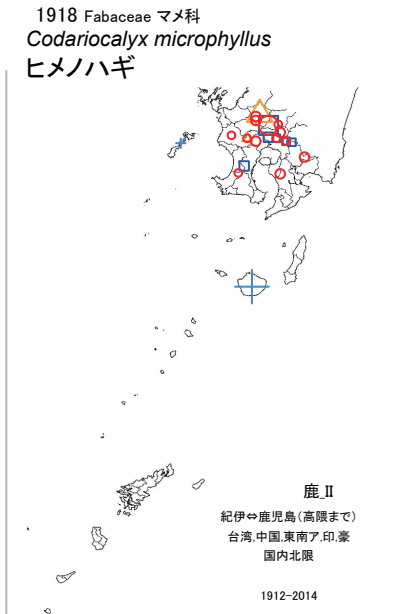 1918 Fabaceae マメ科
Codariocalyx microphyllus
ヒメノハギ
鹿_II
紀伊⇔鹿児島(高隈まで)
台湾,中国,東南ア,印,豪
国内北限
1912-2014